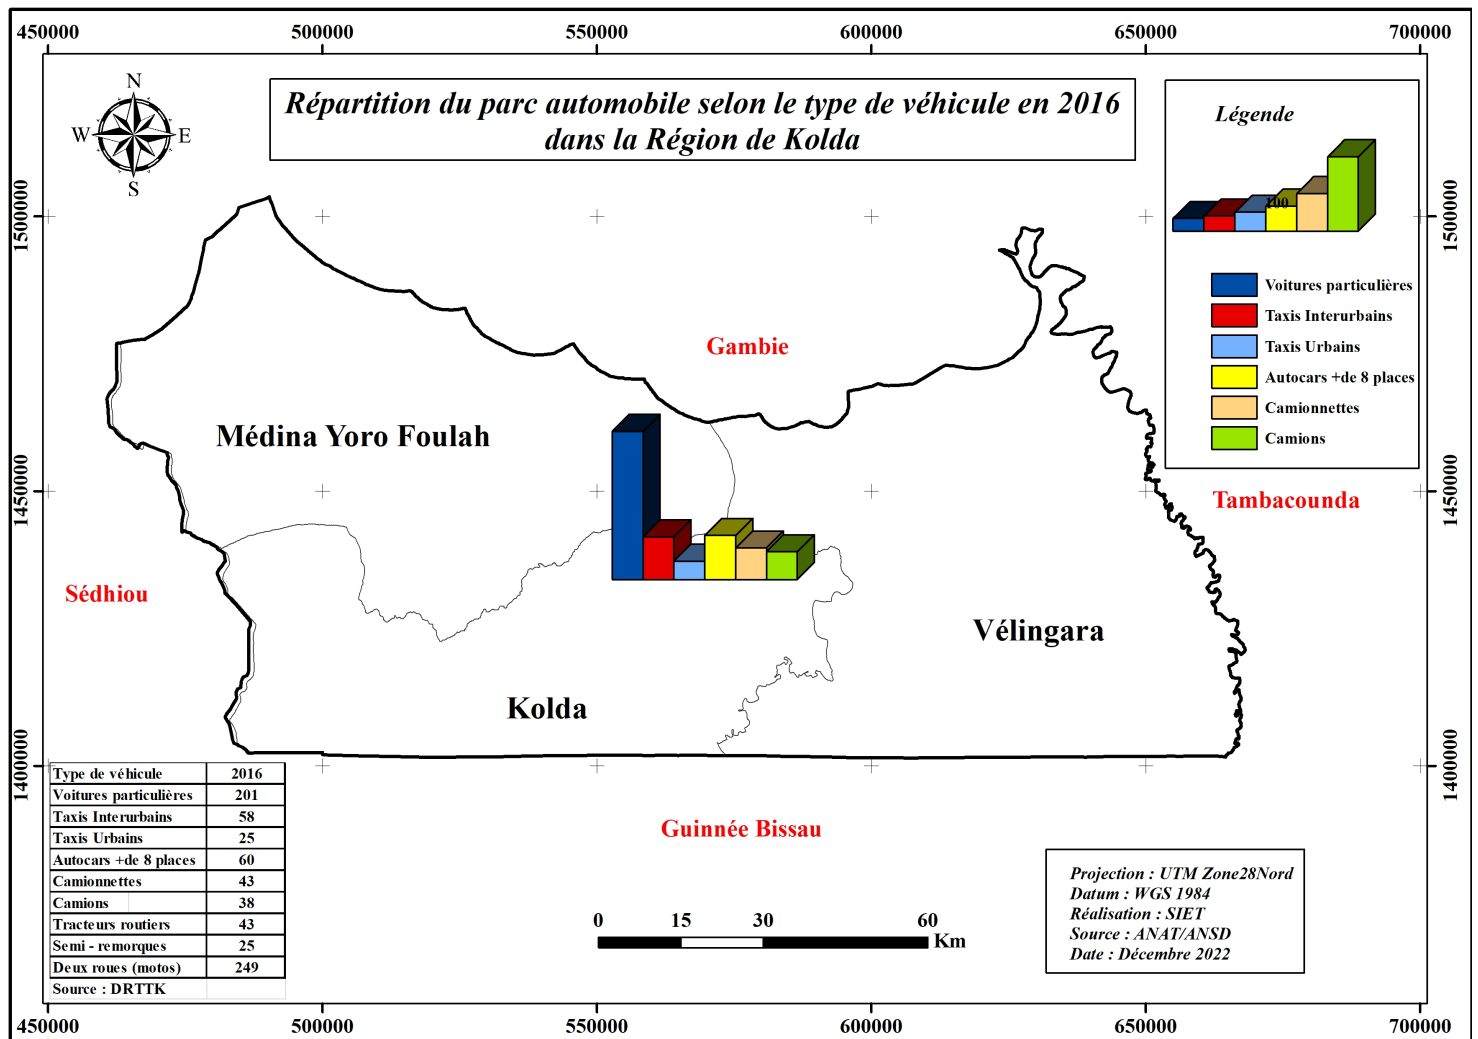 450000 500000 550000 600000 650000 700000
N
W E
S
Répartition du parc automobile selon le type de véhicule en 2016
dans la Région de Kolda
Légende
100
Voitures particulières
Taxis Interurbains
Taxis Urbains
Autocars +de 8 places
Camionnettes
Camions
1500000 1500000
Gambie
Médina Yoro Foulah
1450000 1450000
Tambacounda
Sédhiou
Vélingara
Kolda
1400000 1400000
Guinnée Bissau
Type de véhicule 2016
Voitures particulières 201
Taxis Interurbains 58
Taxis Urbains 25
Autocars +de 8 places 60
Camionnettes 43
Camions 38
Tracteurs routiers 43
Semi - remorques 25
Deux roues (motos) 249
Source : DRTTK
0 15 30 60
Km
Projection : UTM Zone28Nord
Datum : WGS 1984
Réalisation : SIET
Source : ANAT/ANSD
Date : Décembre 2022
450000 500000 550000 600000 650000 700000